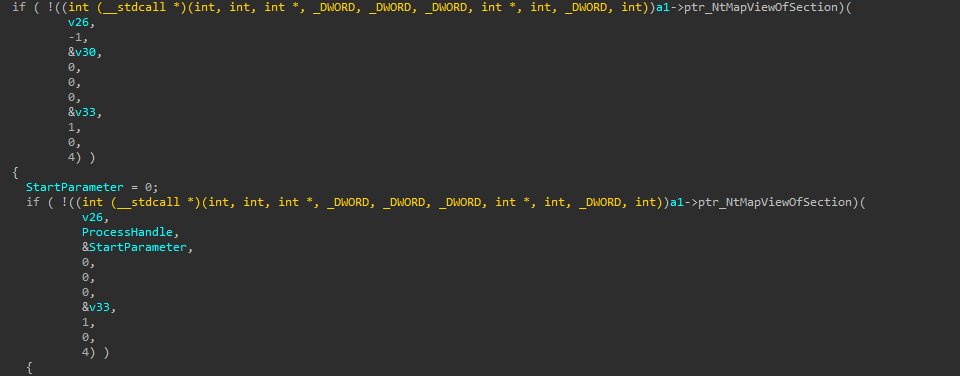 if ( !((int (__stdcall *)(int, int, int *, _DWORD, _DWORD, _DWORD, int *, int, _DWORD, int))a1->ptr_NtMapViewOfSection)(
v26,
-1,
&v30,
0,
0,
0,
&v33,
1,
0,
4) )
{
StartParameter = 0;
if ( !((int (__stdcall *)(int, int, int *, _DWORD, _DWORD, _DWORD, int *, int, _DWORD, int))a1->ptr_NtMapViewOfSection)(
v26,
ProcessHandle,
&StartParameter,
0,
0,
0,
&v33,
1,
0,
4) )
{